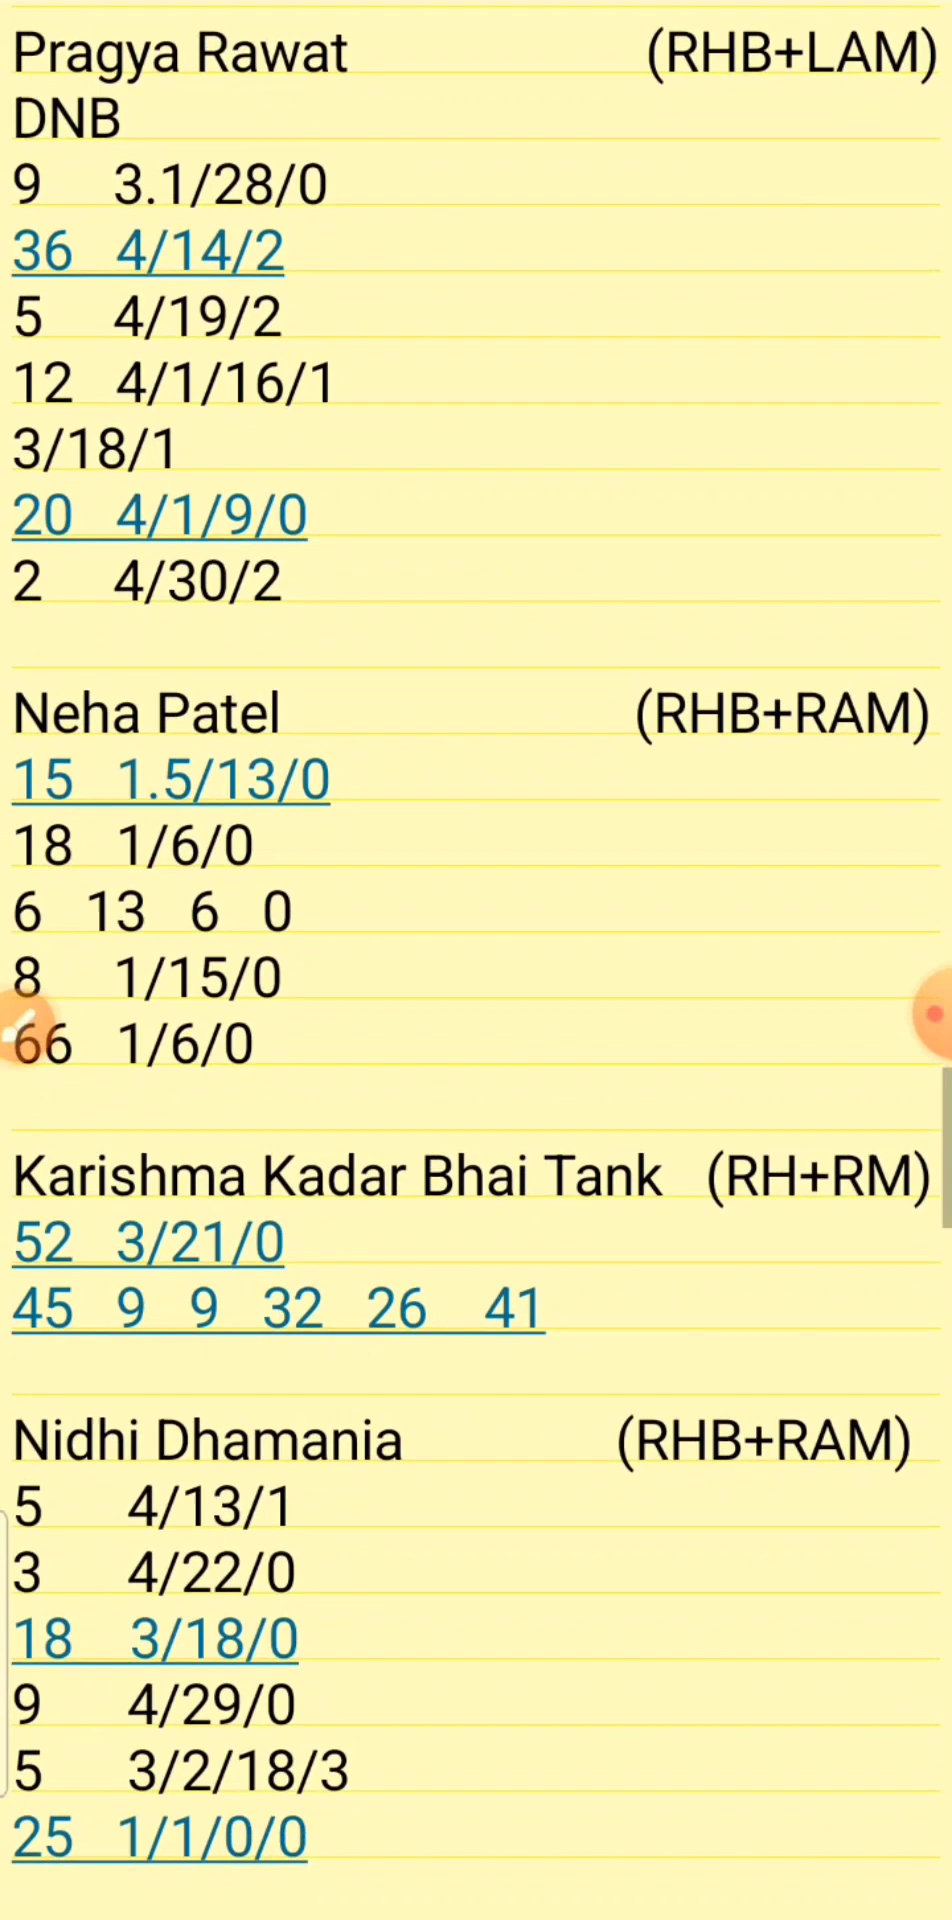 Pragya Rawat (RHB+LAM)
DNB
9 3.1/28/0
36 4/14/2
5 4/19/2
12 4/1/16/1
3/18/1
20 4/1/9/0
2 4/30/2
Neha Patel (RHB+RAM)
15 1.5/13/0
18 1/6/0
6 13 6 0
8 1/15/0
66 1/6/0
Karishma Kadar Bhai Tank (RH+RM)
52 3/21/0
45 9 9 32 26 41
Nidhi Dhamania (RHB+RAM)
5 4/13/1
3 4/22/0
18 3/18/0
9 4/29/0
5 3/2/18/3
25 1/1/0/0